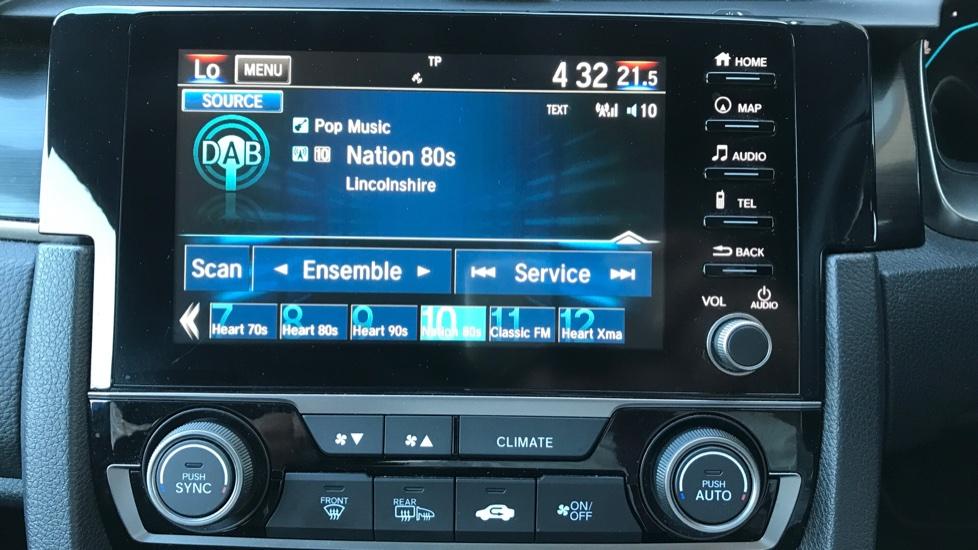 Lo MENU TP 4 32 21.5
HOME
SOURCE
TEXT 10
MAP
Pop Music
DAB
10 Nation 80s
AUDIO
Lincolnshire
TEL
Scan Ensemble Service
BACK
VOL AUDIO
7 8 9 10 11 12
Heart 70s Heart 80s Heart 90s Nation 80s Classic FM Heart Xma
CLIMATE
PUSH SYNC
PUSH AUTO
FRONT REAR ON/OFF